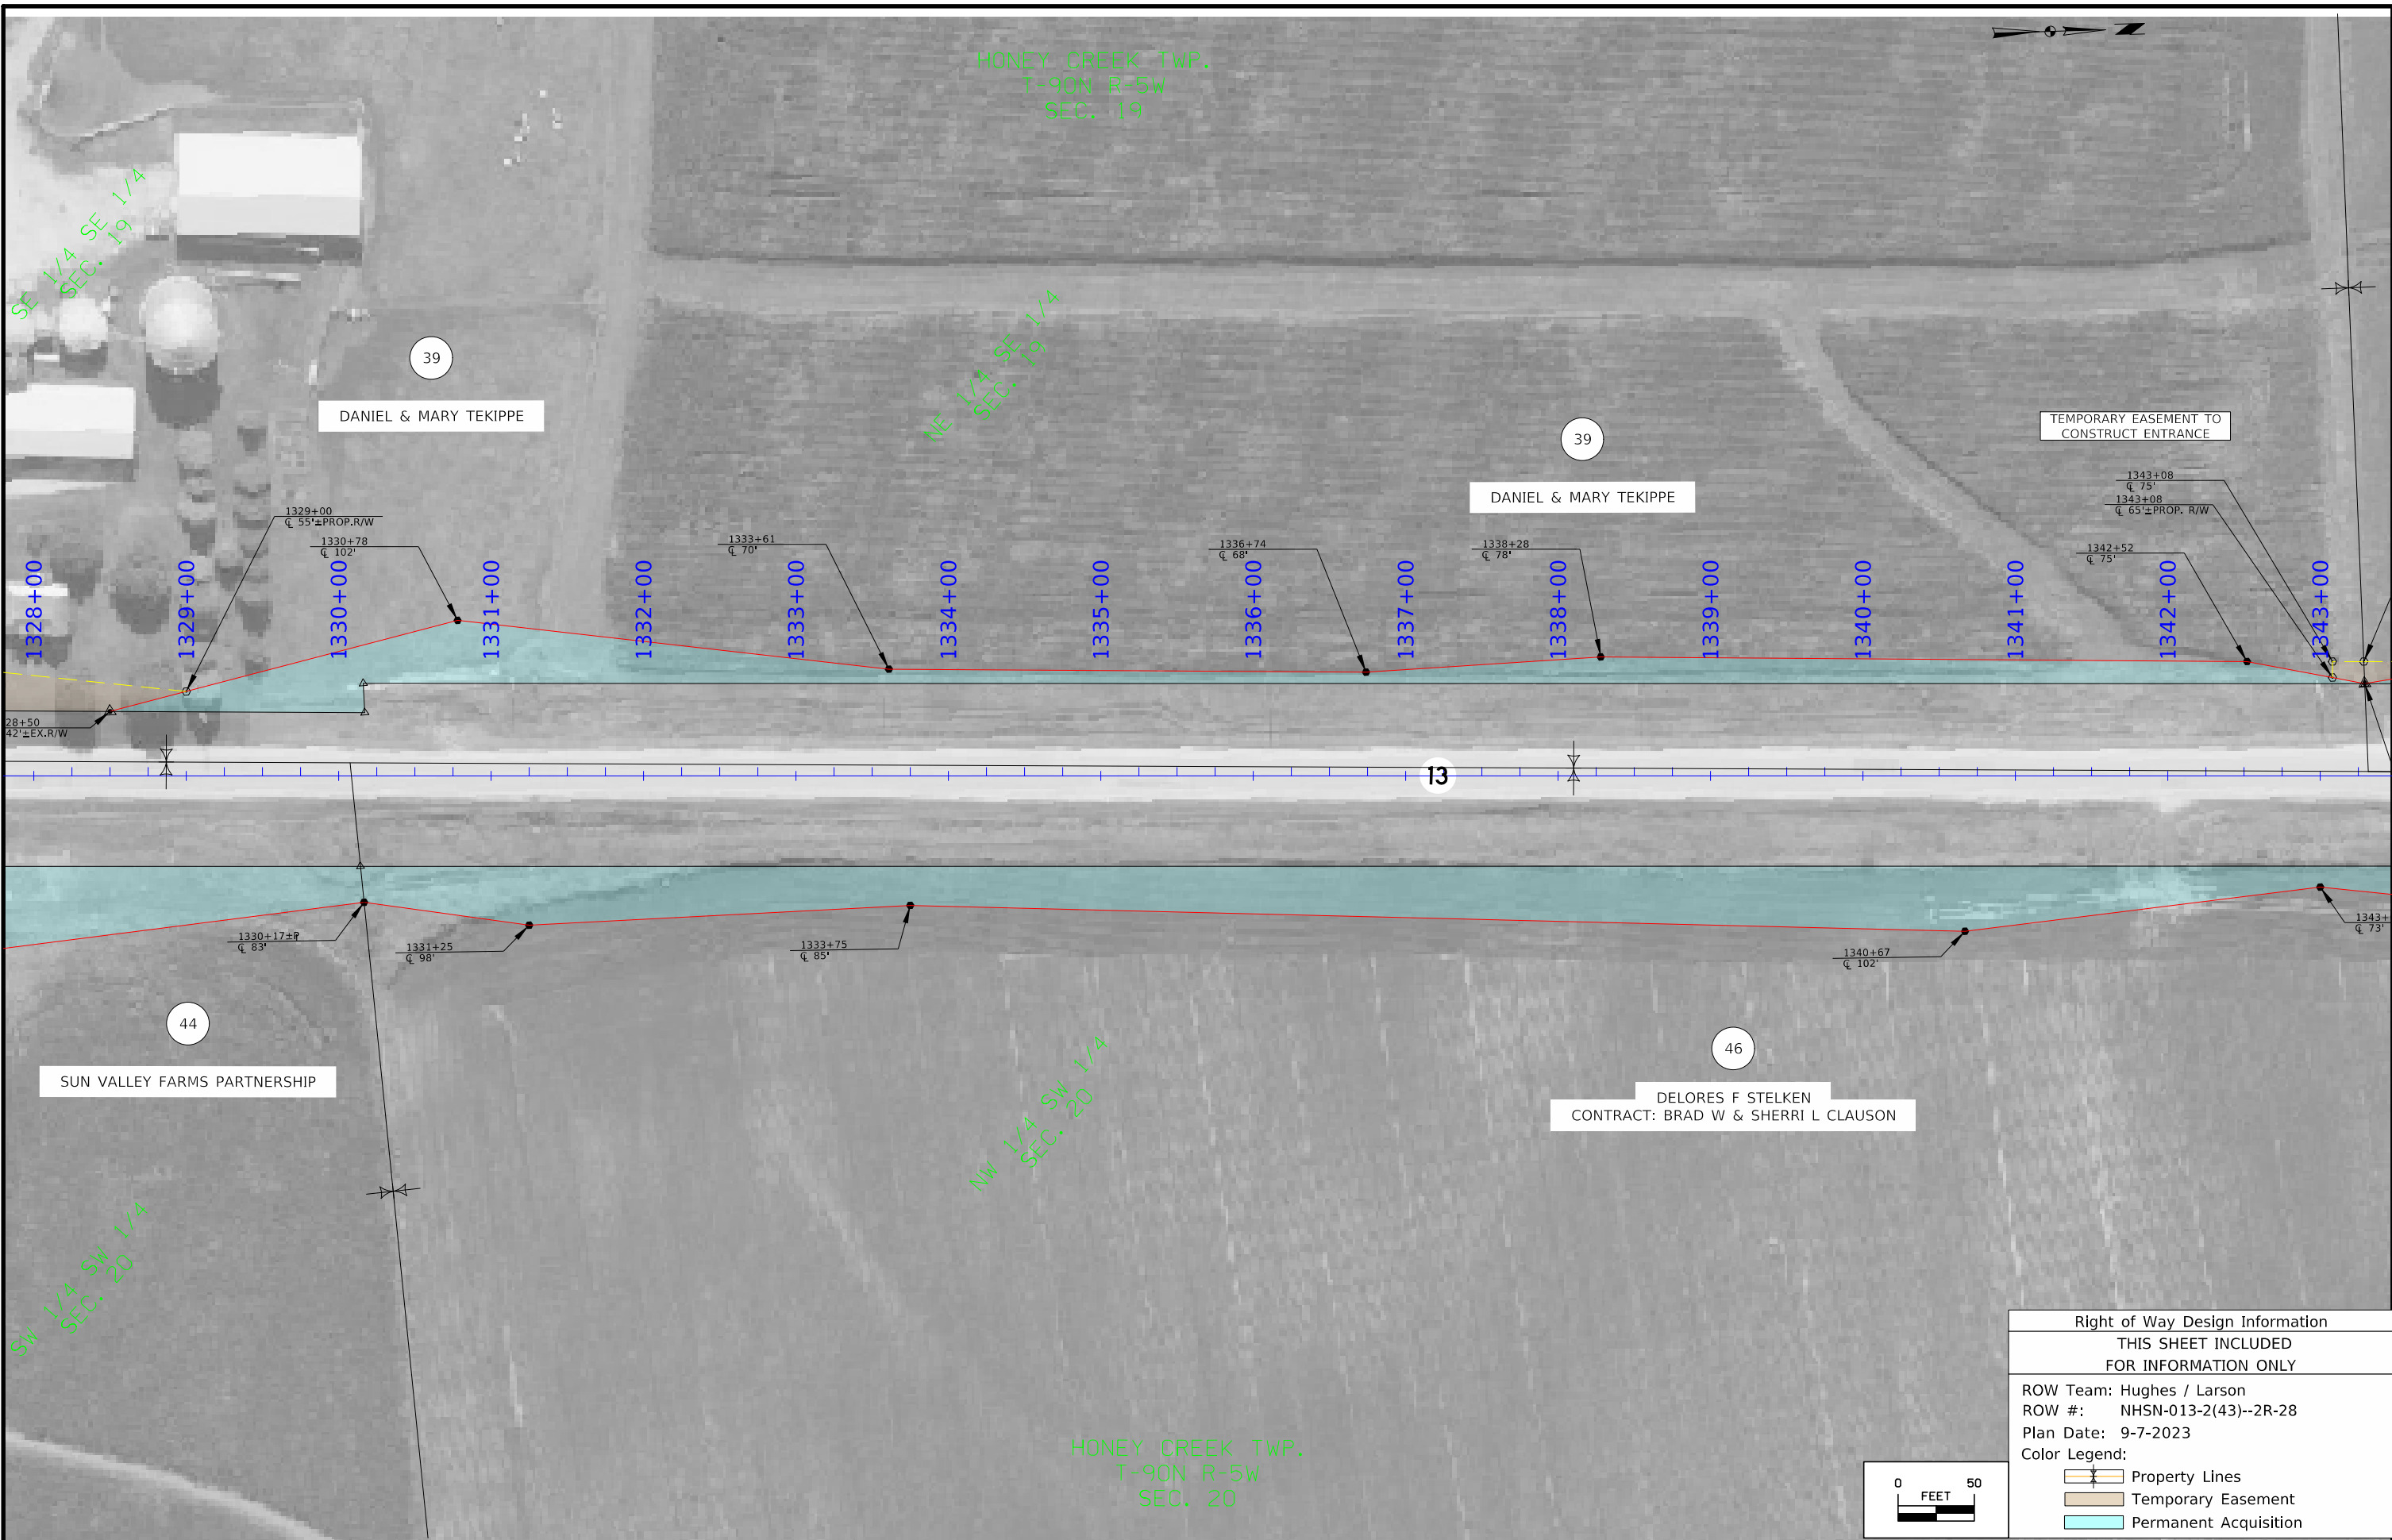 HONEY CREEK TWP.
T-90N R-5W
SEC. 19
SE 1/4 SE 1/4
SEC. 19
NE 1/4 SE 1/4
SEC. 19
39
DANIEL & MARY TEKIPPE
39
DANIEL & MARY TEKIPPE
TEMPORARY EASEMENT TO
CONSTRUCT ENTRANCE
1329+00
℄ 55'±PROP.R/W
1330+78
℄ 102'
1333+61
℄ 70'
1336+74
℄ 68'
1338+28
℄ 78'
1343+08
℄ 75'
1343+08
℄ 65'±PROP. R/W
1342+52
℄ 75'
1328+00
1329+00
1330+00
1331+00
1332+00
1333+00
1334+00
1335+00
1336+00
1337+00
1338+00
1339+00
1340+00
1341+00
1342+00
1343+00
28+50
42'±EX.R/W
13
1330+17±P
℄ 83'
1331+25
℄ 98'
1333+75
℄ 85'
1340+67
℄ 102'
1343+
℄ 73'
44
SUN VALLEY FARMS PARTNERSHIP
46
DELORES F STELKEN
CONTRACT: BRAD W & SHERRI L CLAUSON
NW 1/4 SW 1/4
SEC. 20
SW 1/4 SW 1/4
SEC. 20
HONEY CREEK TWP.
T-90N R-5W
SEC. 20
0 50
FEET
Right of Way Design Information
THIS SHEET INCLUDED
FOR INFORMATION ONLY
ROW Team: Hughes / Larson
ROW #: NHSN-013-2(43)--2R-28
Plan Date: 9-7-2023
Color Legend:
Property Lines
Temporary Easement
Permanent Acquisition